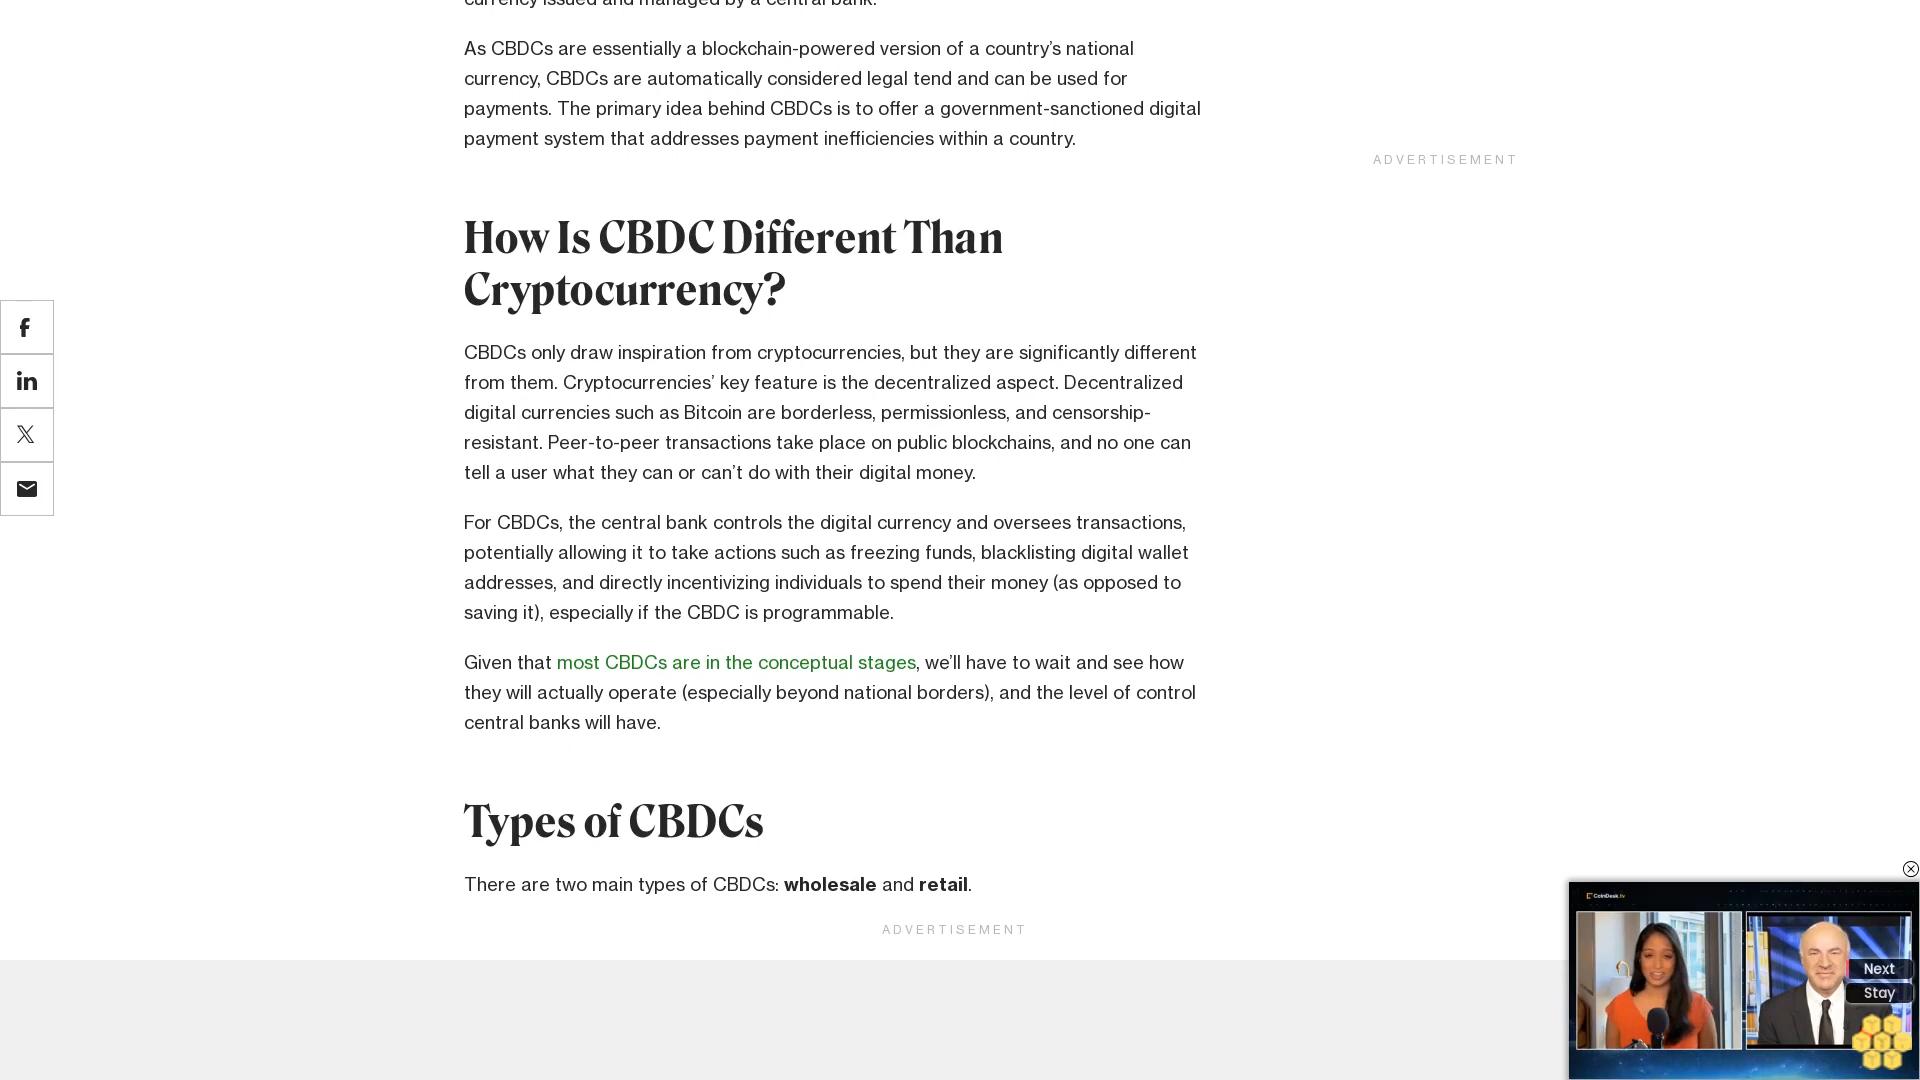 As CBDCs are essentially a blockchain-powered version of a country’s national
currency, CBDCs are automatically considered legal tend and can be used for
payments. The primary idea behind CBDCs is to offer a government-sanctioned digital
payment system that addresses payment inefficiencies within a country.
ADVERTISEMENT
How Is CBDC Different Than
Cryptocurrency?
CBDCs only draw inspiration from cryptocurrencies, but they are significantly different
from them. Cryptocurrencies’ key feature is the decentralized aspect. Decentralized
digital currencies such as Bitcoin are borderless, permissionless, and censorship-
resistant. Peer-to-peer transactions take place on public blockchains, and no one can
tell a user what they can or can’t do with their digital money.
For CBDCs, the central bank controls the digital currency and oversees transactions,
potentially allowing it to take actions such as freezing funds, blacklisting digital wallet
addresses, and directly incentivizing individuals to spend their money (as opposed to
saving it), especially if the CBDC is programmable.
Given that most CBDCs are in the conceptual stages, we’ll have to wait and see how
they will actually operate (especially beyond national borders), and the level of control
central banks will have.
Types of CBDCs
There are two main types of CBDCs: wholesale and retail.
ADVERTISEMENT
CoinDesk.tv
Next
Stay